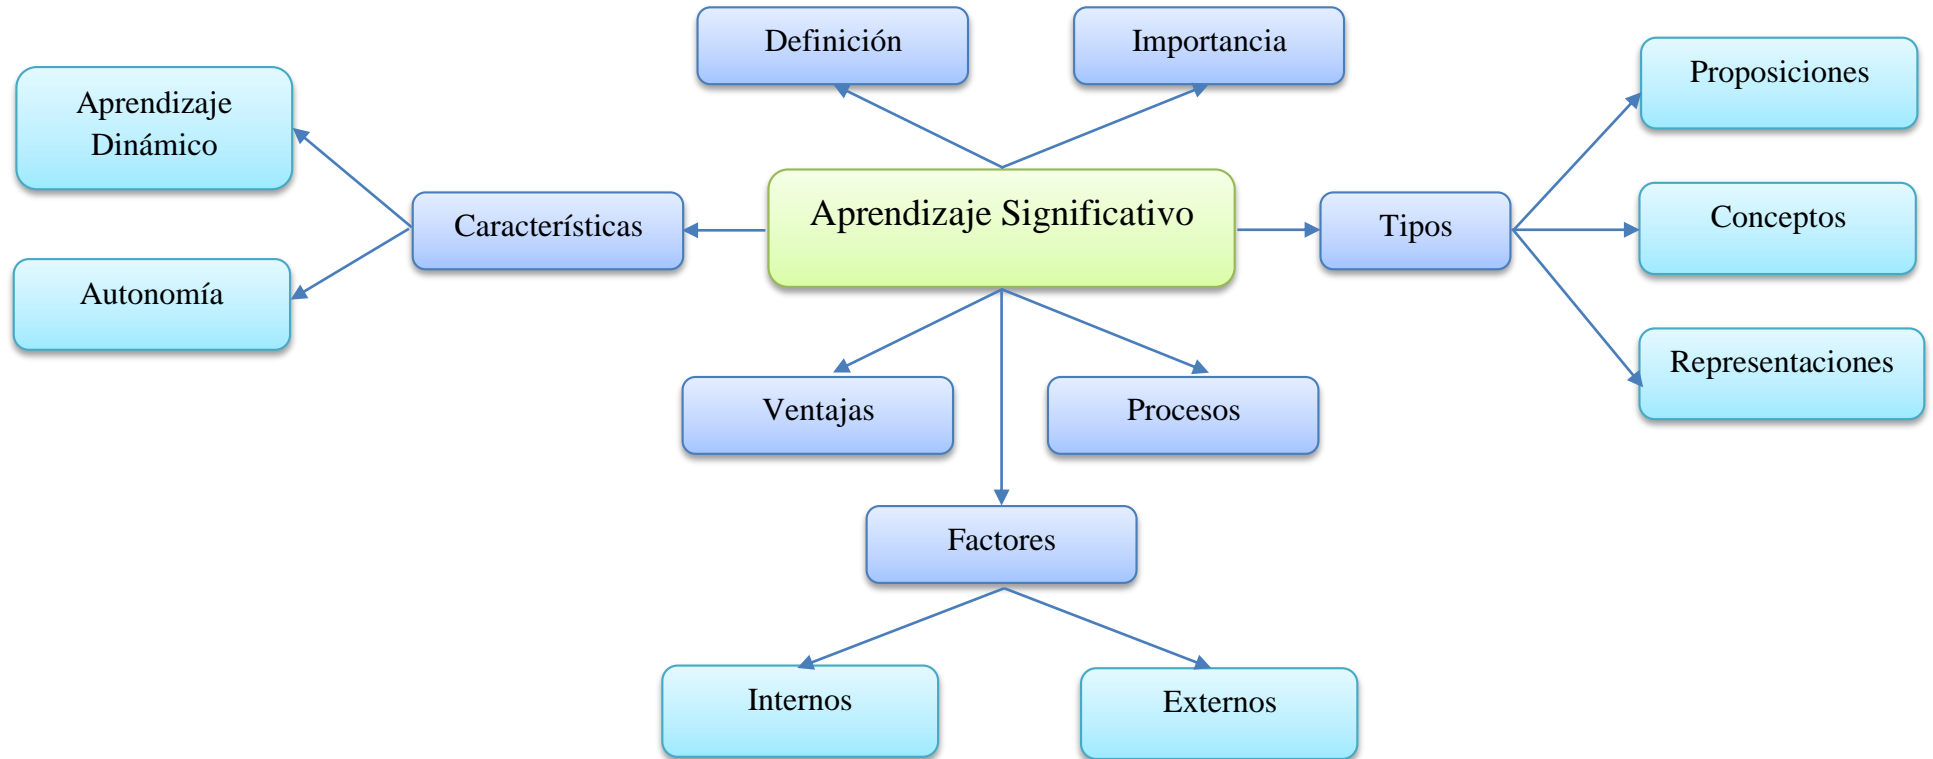 Definición
Importancia
Proposiciones
Aprendizaje
Dinámico
Aprendizaje Significativo
Características
Tipos
Conceptos
Autonomía
Representaciones
Ventajas
Procesos
Factores
Internos
Externos